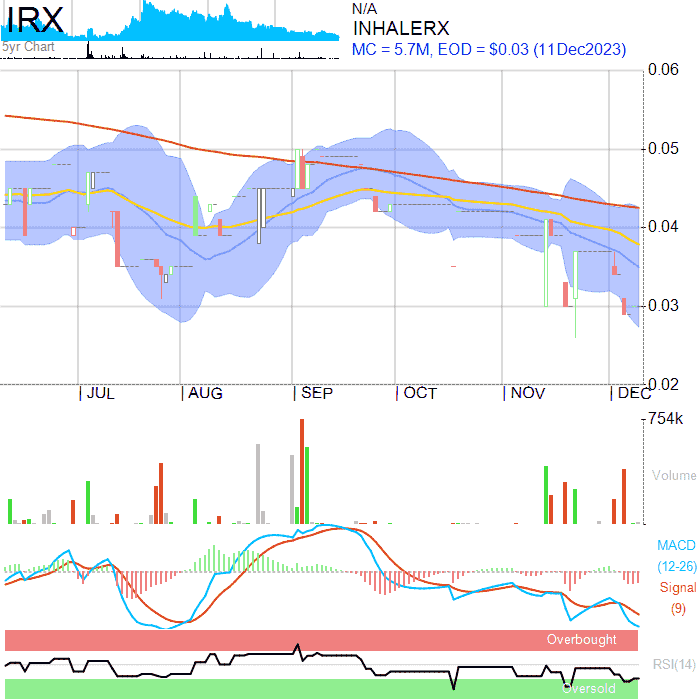 IRX
5yr Chart
N/A
INHALERX
MC = 5.7M, EOD = $0.03 (11Dec2023)
0.06
0.05
0.04
0.03
0.02
JUL
AUG
SEP
OCT
NOV
DEC
754k
Volume
MACD
(12-26)
Signal
(9)
Overbought
RSI(14)
Oversold